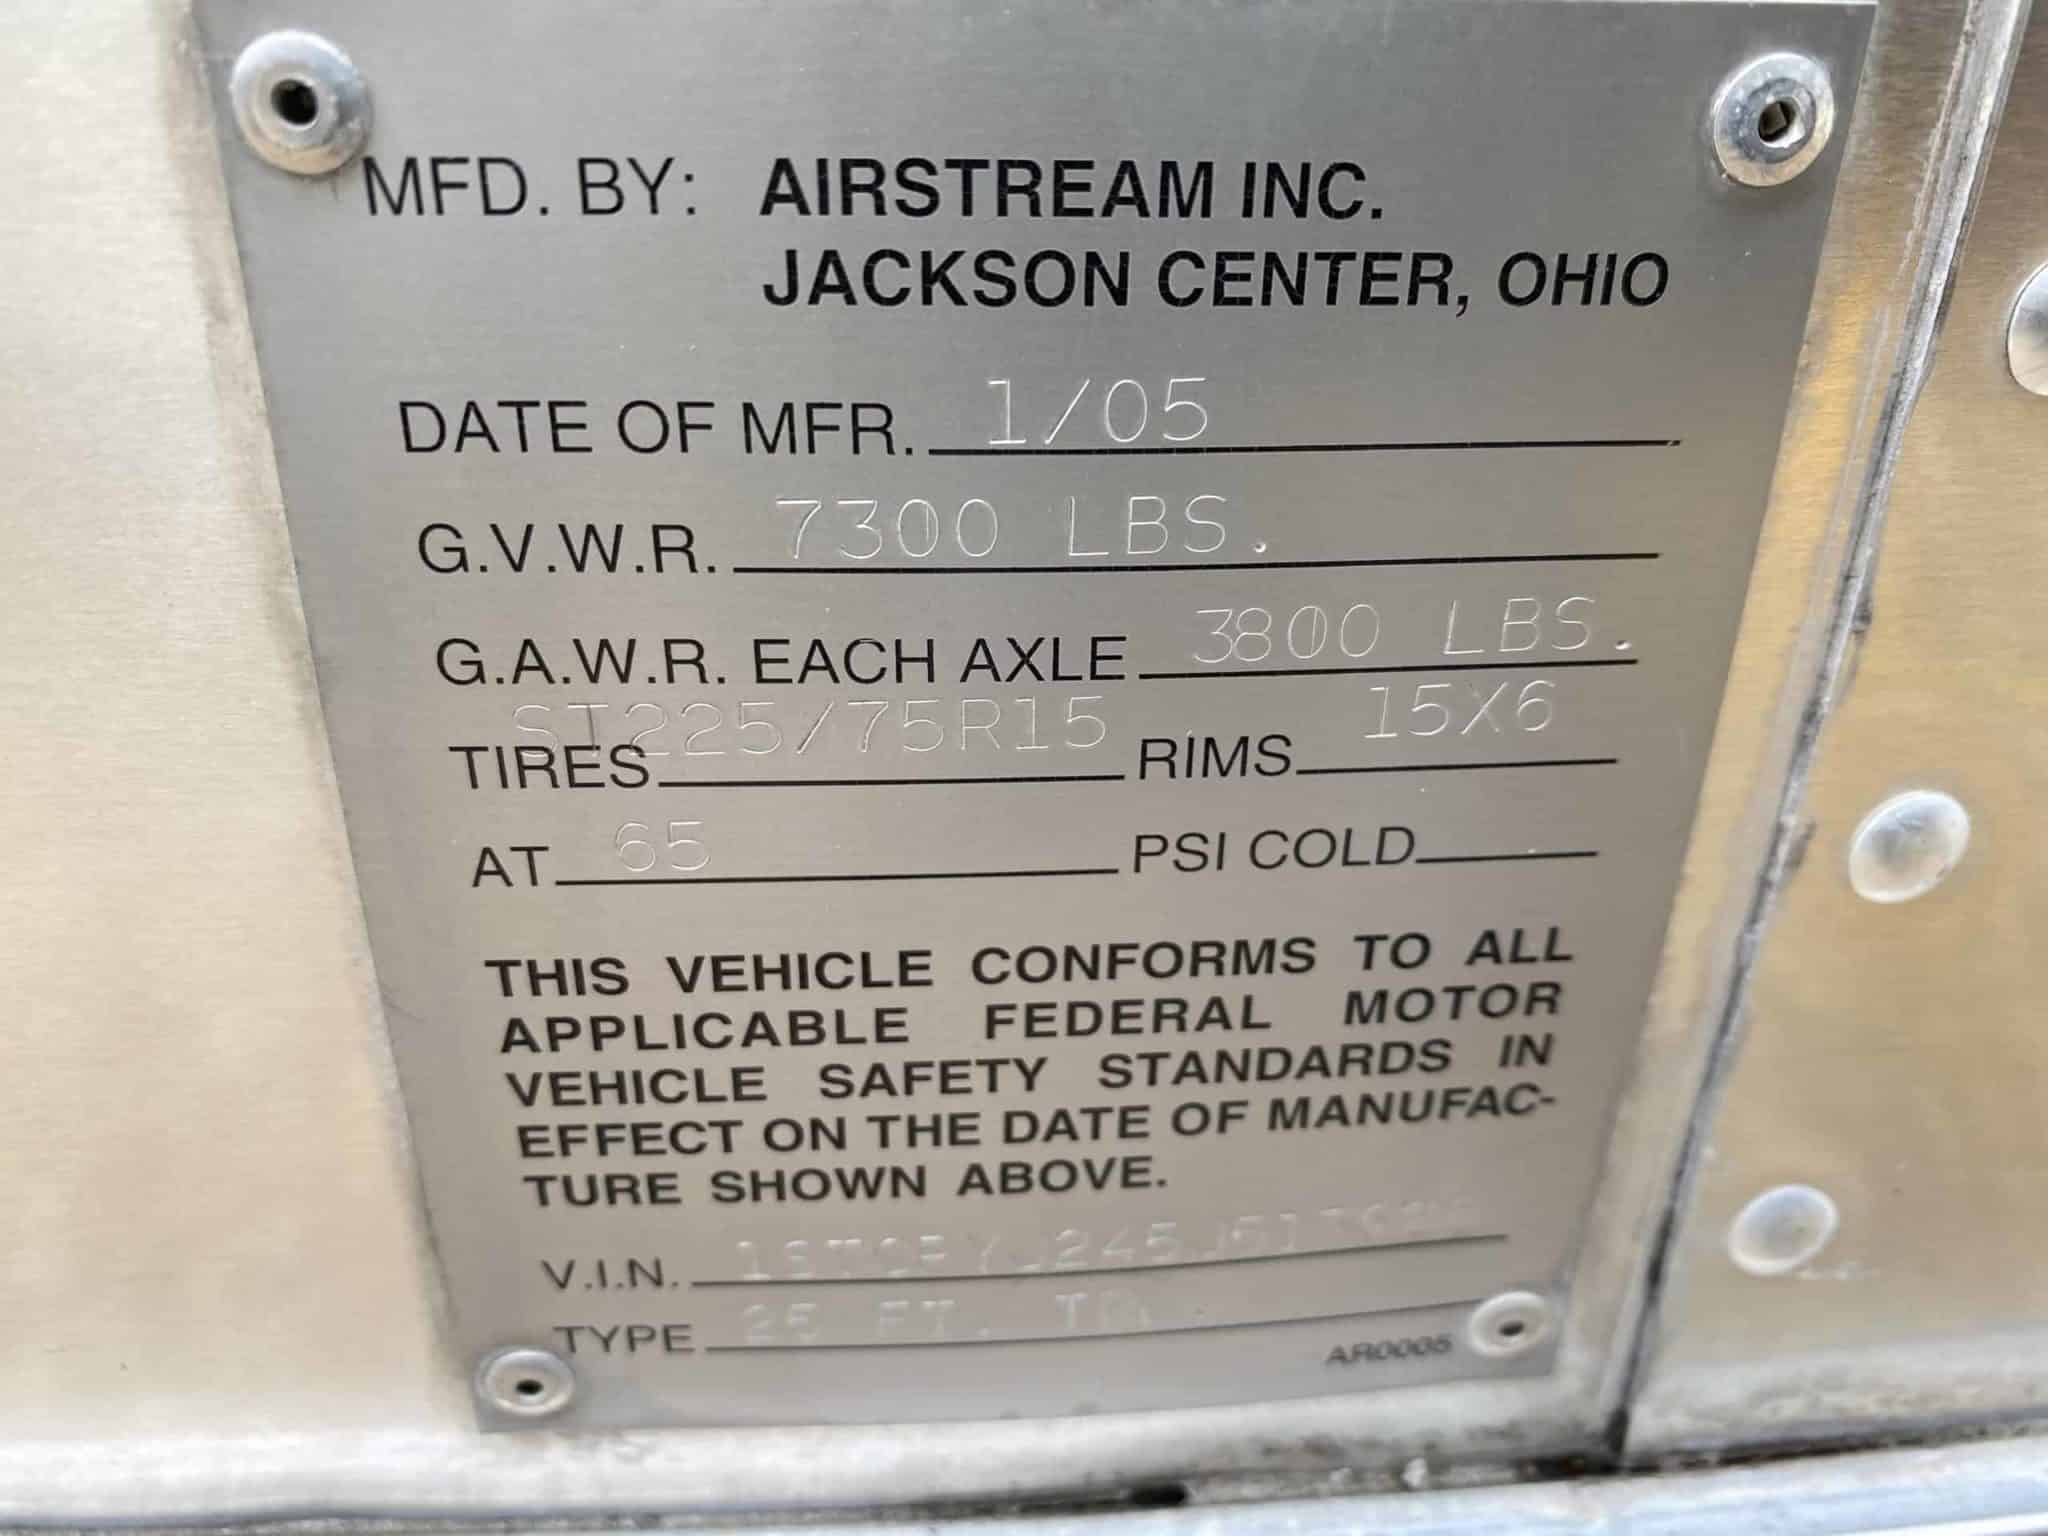 MFD. BY: AIRSTREAM INC.
JACKSON CENTER, OHIO
DATE OF MFR. 1/05
G.V.W.R. 7300 LBS.
G.A.W.R. EACH AXLE 3800 LBS.
TIRES ST225/75R15 RIMS 15X6
AT 65 PSI COLD
THIS VEHICLE CONFORMS TO ALL
APPLICABLE FEDERAL MOTOR
VEHICLE SAFETY STANDARDS IN
EFFECT ON THE DATE OF MANUFAC-
TURE SHOWN ABOVE.
V.I.N.
TYPE 25 FT.
AR0005